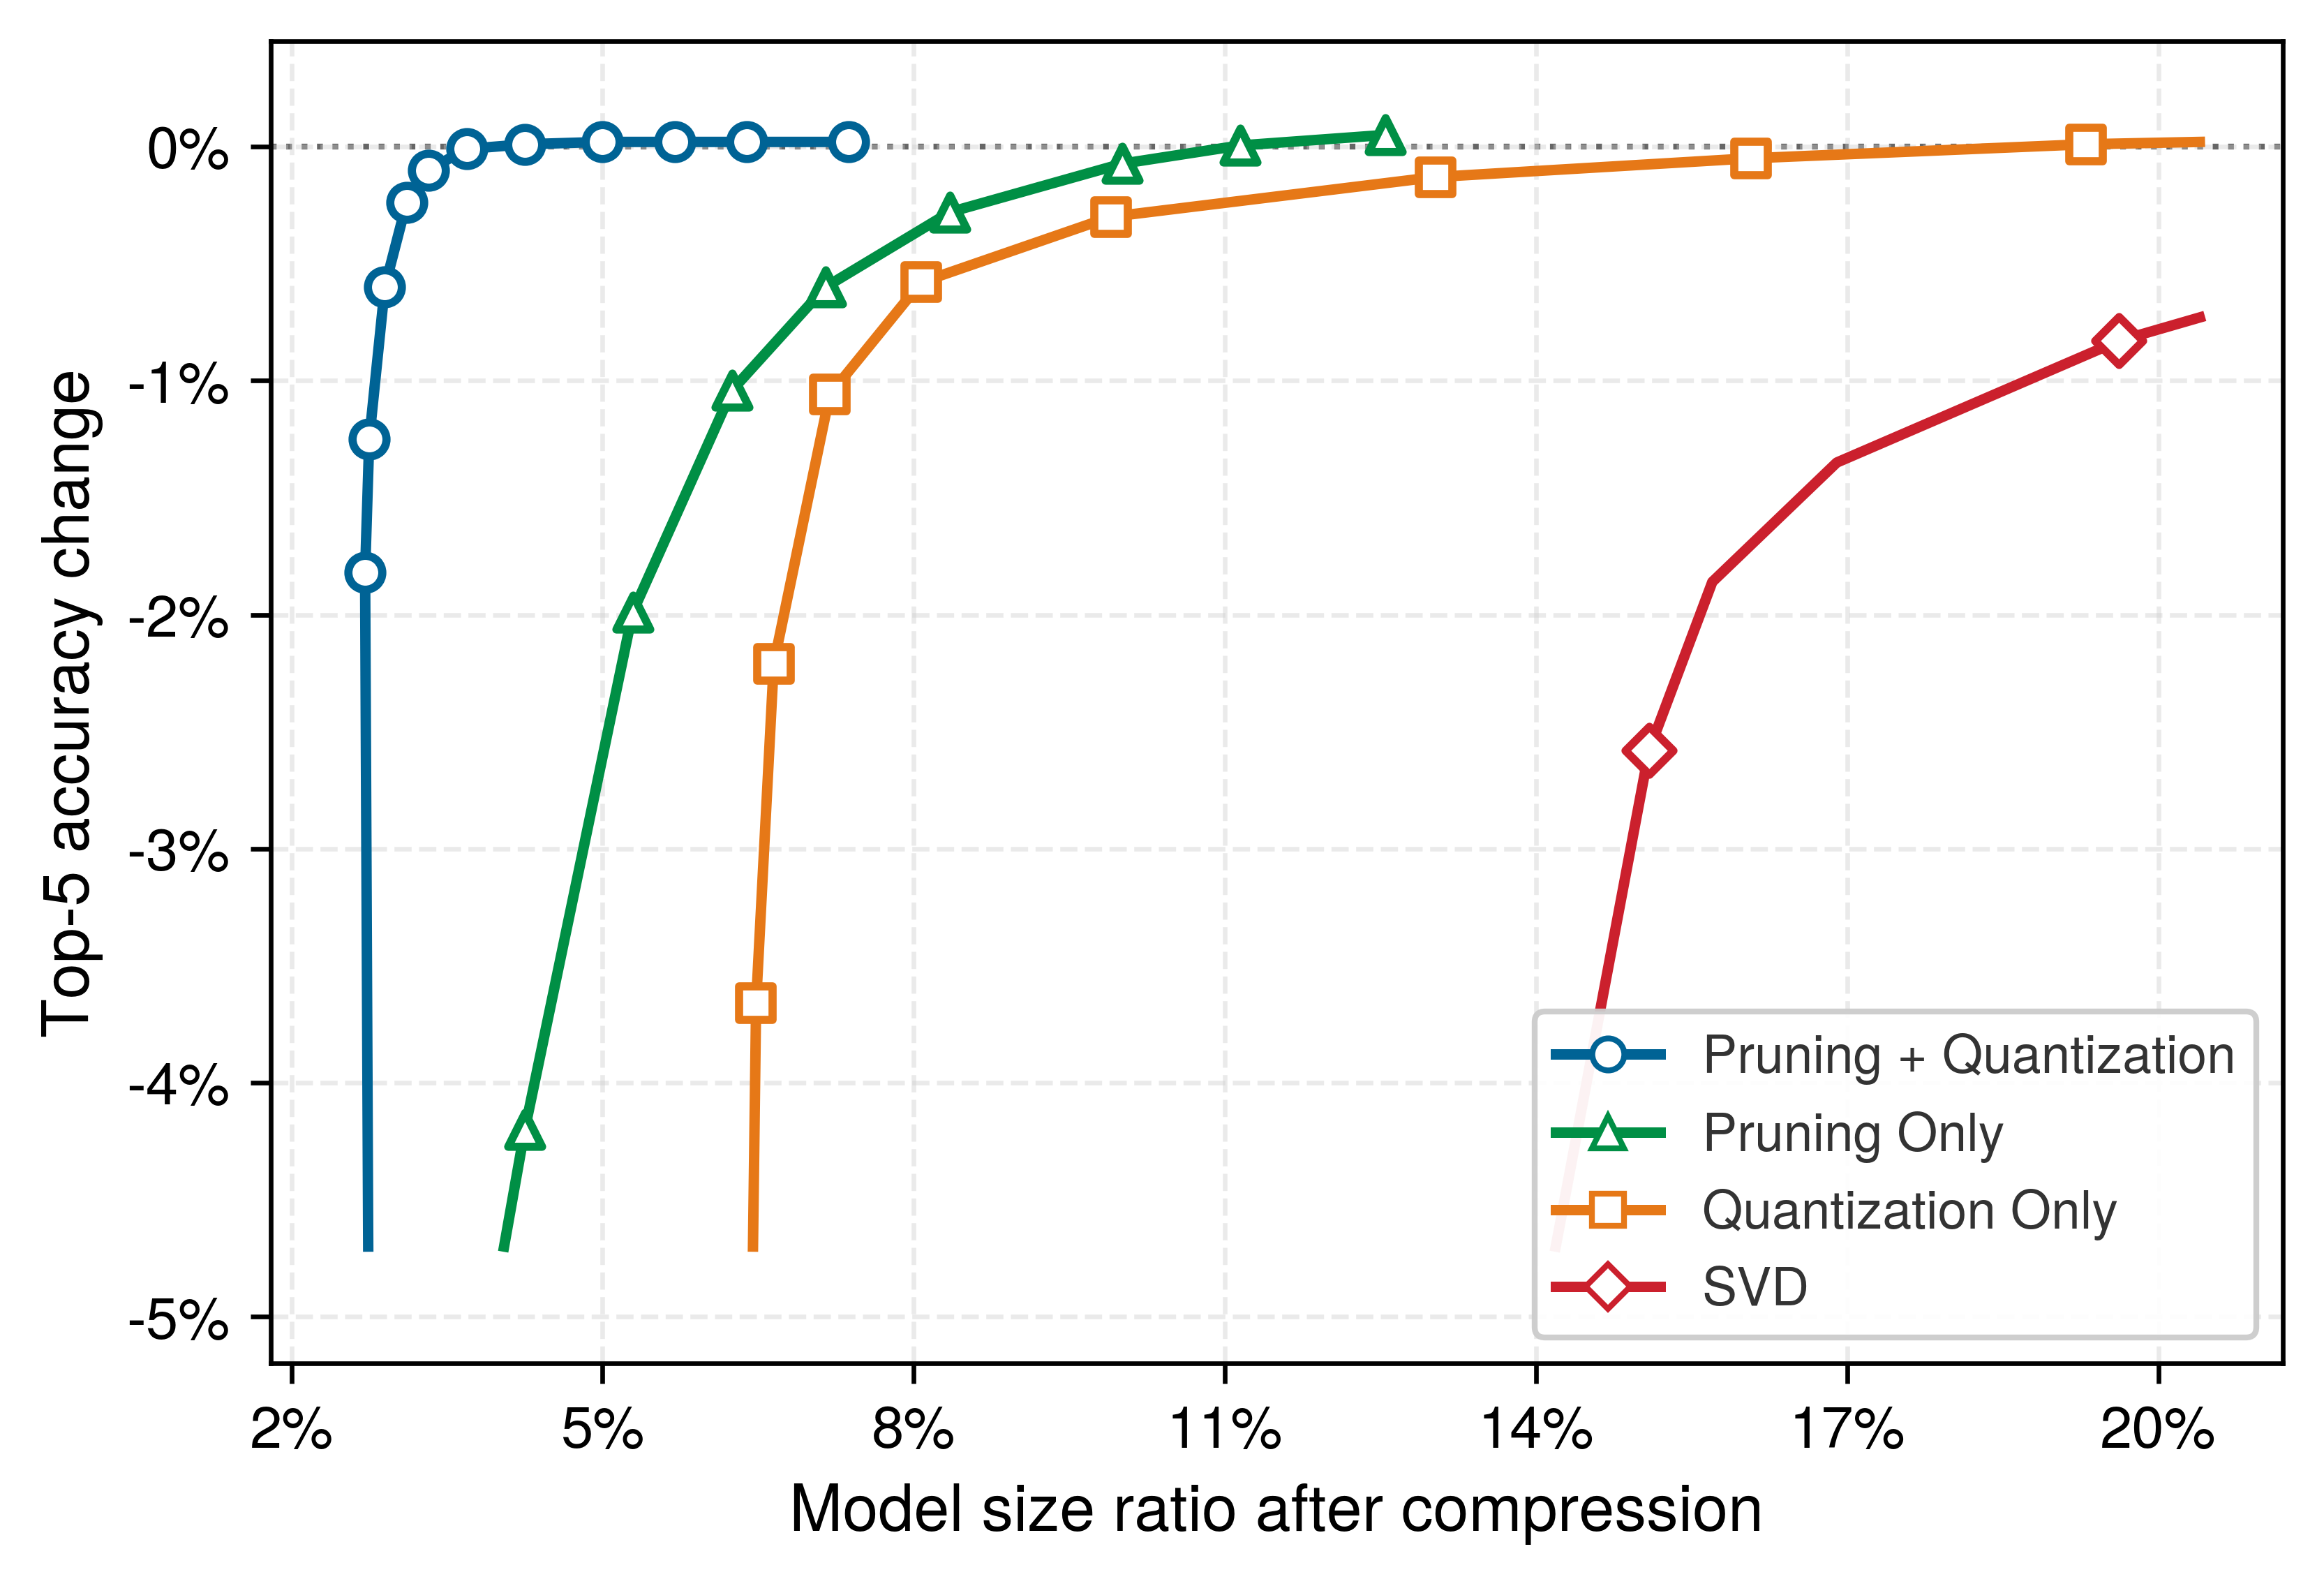 0%
-1%
-2%
-3%
-4%
-5%
Top-5 accuracy change
Pruning + Quantization
Pruning Only
Quantization Only
SVD
2% 5% 8% 11% 14% 17% 20%
Model size ratio after compression